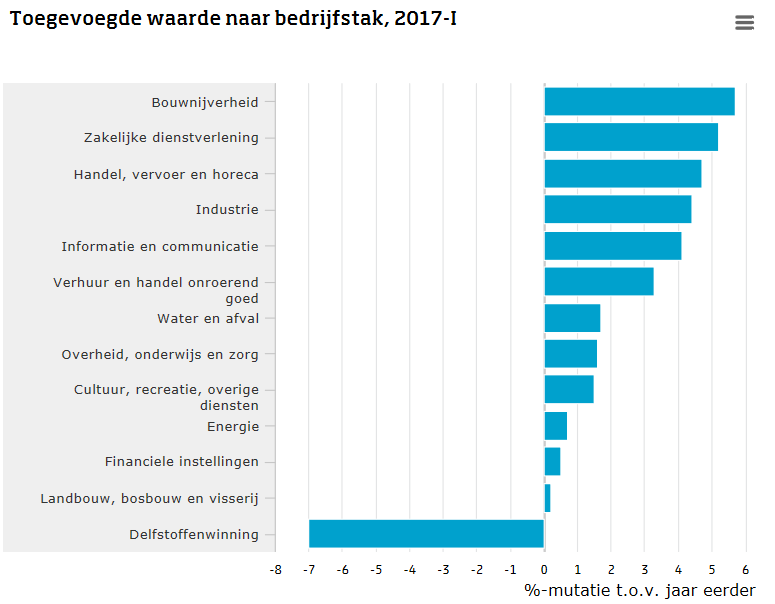 Toegevoegde waarde naar bedrijfstak, 2017-I
Bouwnijverheid
Zakelijke dienstverlening
Handel, vervoer en horeca
Industrie
Informatie en communicatie
Verhuur en handel onroerend
goed
Water en afval
Overheid, onderwijs en zorg
Cultuur, recreatie, overige
diensten
Energie
Financiele instellingen
Landbouw, bosbouw en visserij
Delfstoffenwinning
-8 -7 -6 -5 -4 -3 -2 -1 0 1 2 3 4 5 6
%-mutatie t.o.v. jaar eerder